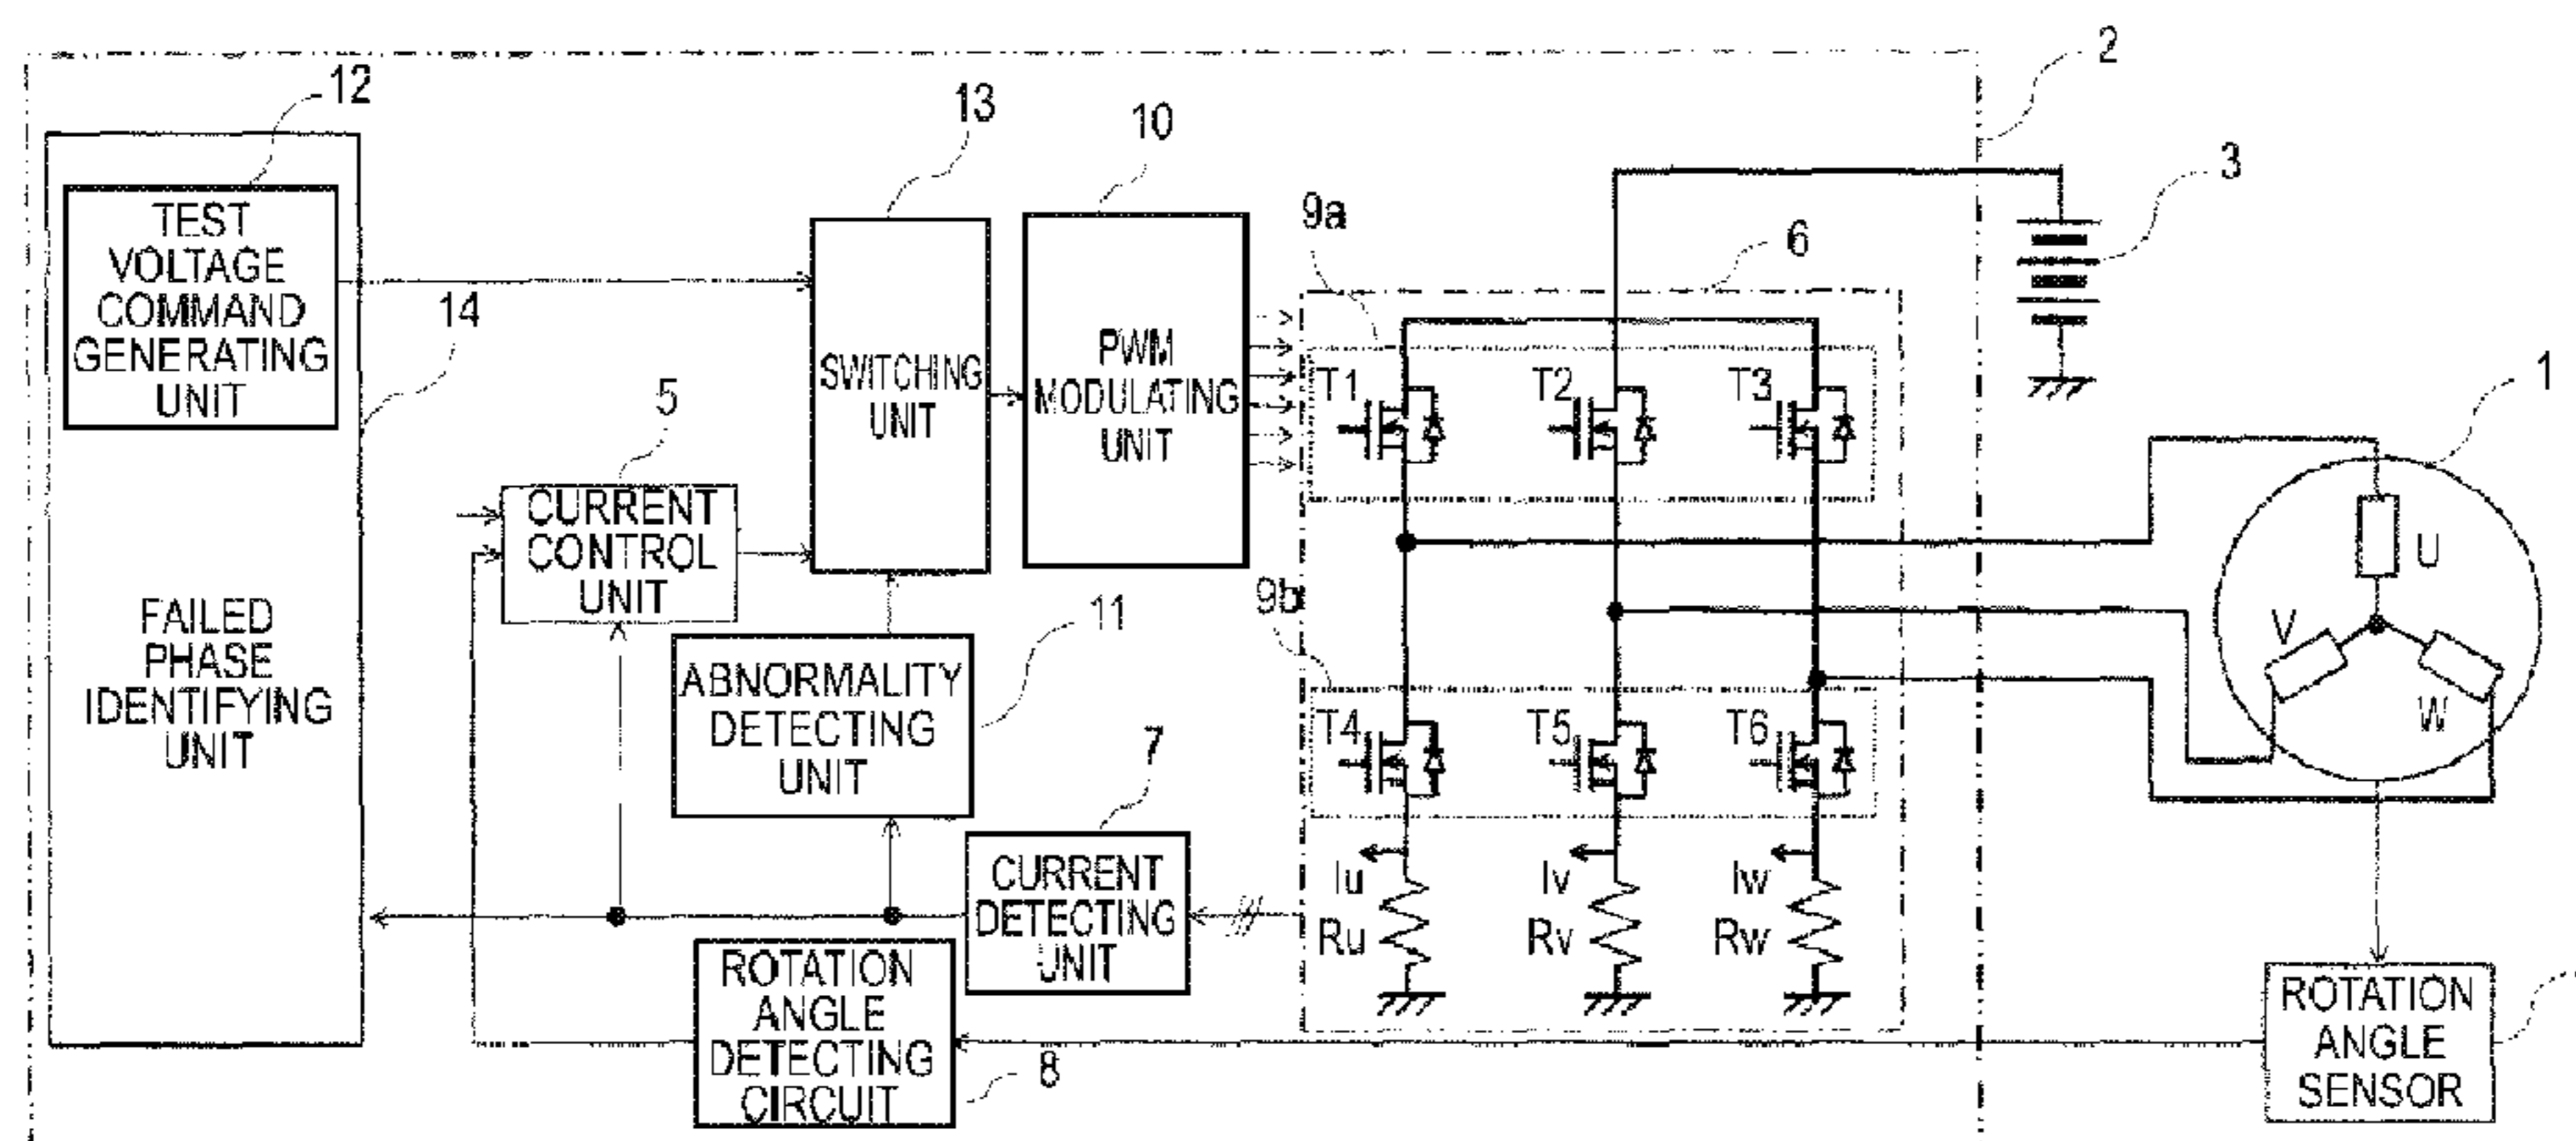 2
12
13
10
3
9a
6
TEST
VOLTAGE
COMMAND
GENERATING
UNIT
14
SWITCHING
UNIT
PWM
MODULATING
UNIT
T1
T2
T3
1
5
CURRENT
CONTROL
UNIT
U
V
W
9b
11
FAILED
PHASE
IDENTIFYING
UNIT
ABNORMALITY
DETECTING
UNIT
7
T4
T5
T6
CURRENT
DETECTING
UNIT
Iu
Iv
Iw
Ru
Rv
Rw
ROTATION
ANGLE
DETECTING
CIRCUIT
8
ROTATION
ANGLE
SENSOR